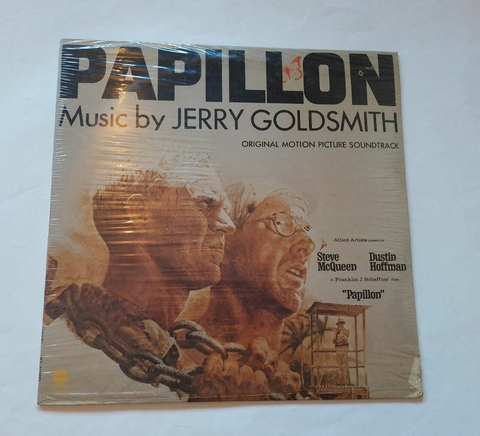 PAPILLON
Music by JERRY GOLDSMITH
ORIGINAL MOTION PICTURE SOUNDTRACK
Allied Artists presents
Steve McQueen Dustin Hoffman
a Franklin J. Schaffner film
"Papillon"